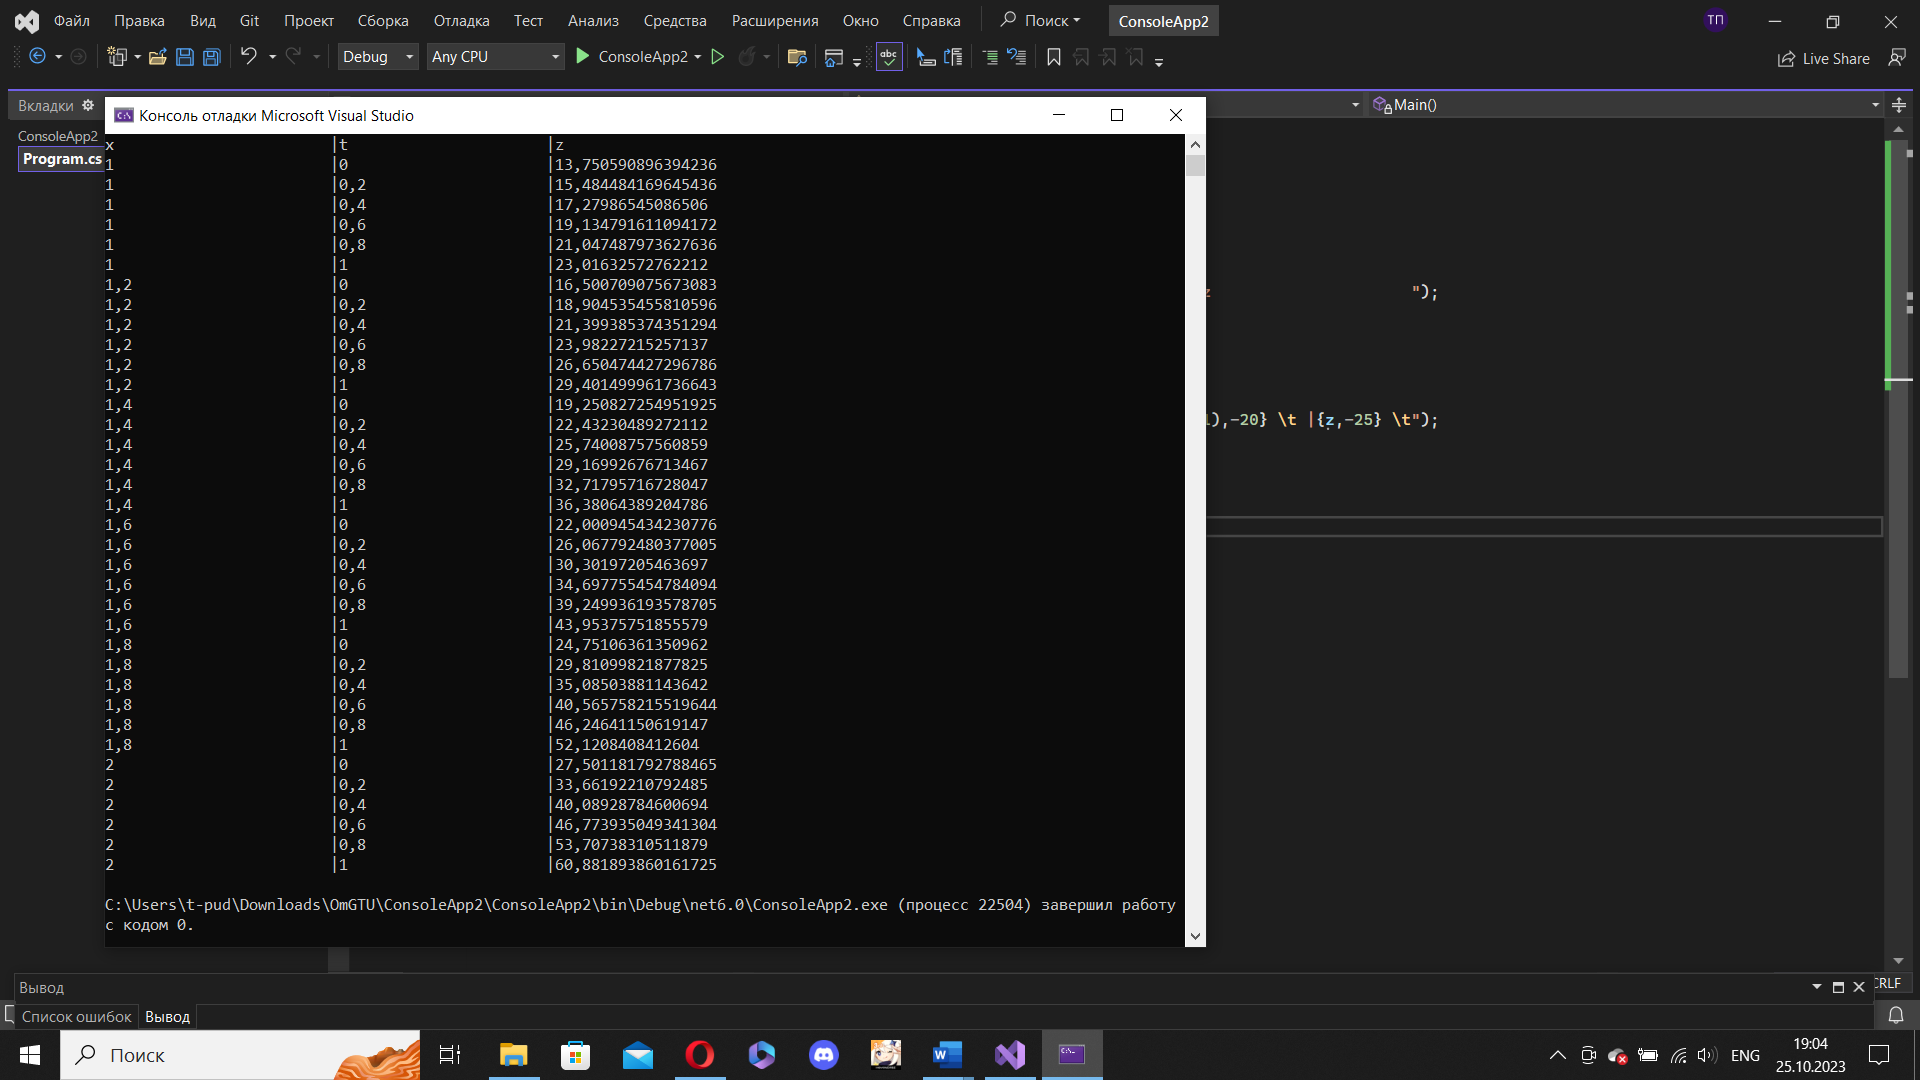 Файл Правка Вид Git Проект Сборка Отладка Тест Анализ Средства Расширения Окно Справка Поиск ConsoleApp2 ТП
Debug Any CPU ConsoleApp2 abc Live Share
Вкладки Main()
ConsoleApp2
Program.cs
Консоль отладки Microsoft Visual Studio
x |t |z
1 |0 |13,750590896394236
1 |0,2 |15,484484169645436
1 |0,4 |17,27986545086506
1 |0,6 |19,134791611094172
1 |0,8 |21,047487973627636
1 |1 |23,01632572762212
1,2 |0 |16,500709075673083
1,2 |0,2 |18,904535455810596
1,2 |0,4 |21,399385374351294
1,2 |0,6 |23,98227215257137
1,2 |0,8 |26,650474427296786
1,2 |1 |29,401499961736643
1,4 |0 |19,250827254951925
1,4 |0,2 |22,43230489272112
1,4 |0,4 |25,74008757560859
1,4 |0,6 |29,16992676713467
1,4 |0,8 |32,71795716728047
1,4 |1 |36,38064389204786
1,6 |0 |22,000945434230776
1,6 |0,2 |26,067792480377005
1,6 |0,4 |30,30197205463697
1,6 |0,6 |34,697755454784094
1,6 |0,8 |39,249936193578705
1,6 |1 |43,95375751855579
1,8 |0 |24,75106361350962
1,8 |0,2 |29,81099821877825
1,8 |0,4 |35,08503881143642
1,8 |0,6 |40,565758215519644
1,8 |0,8 |46,24641150619147
1,8 |1 |52,1208408412604
2 |0 |27,501181792788465
2 |0,2 |33,66192210792485
2 |0,4 |40,08928784600694
2 |0,6 |46,773935049341304
2 |0,8 |53,70738310511879
2 |1 |60,881893860161725
C:\Users\t-pud\Downloads\OmGTU\ConsoleApp2\ConsoleApp2\bin\Debug\net6.0\ConsoleApp2.exe (процесс 22504) завершил работу
с кодом 0.
z ");
),-20} \t |{z,-25} \t");
Вывод
CRLF
Список ошибок Вывод
Поиск ENG 19:04
25.10.2023